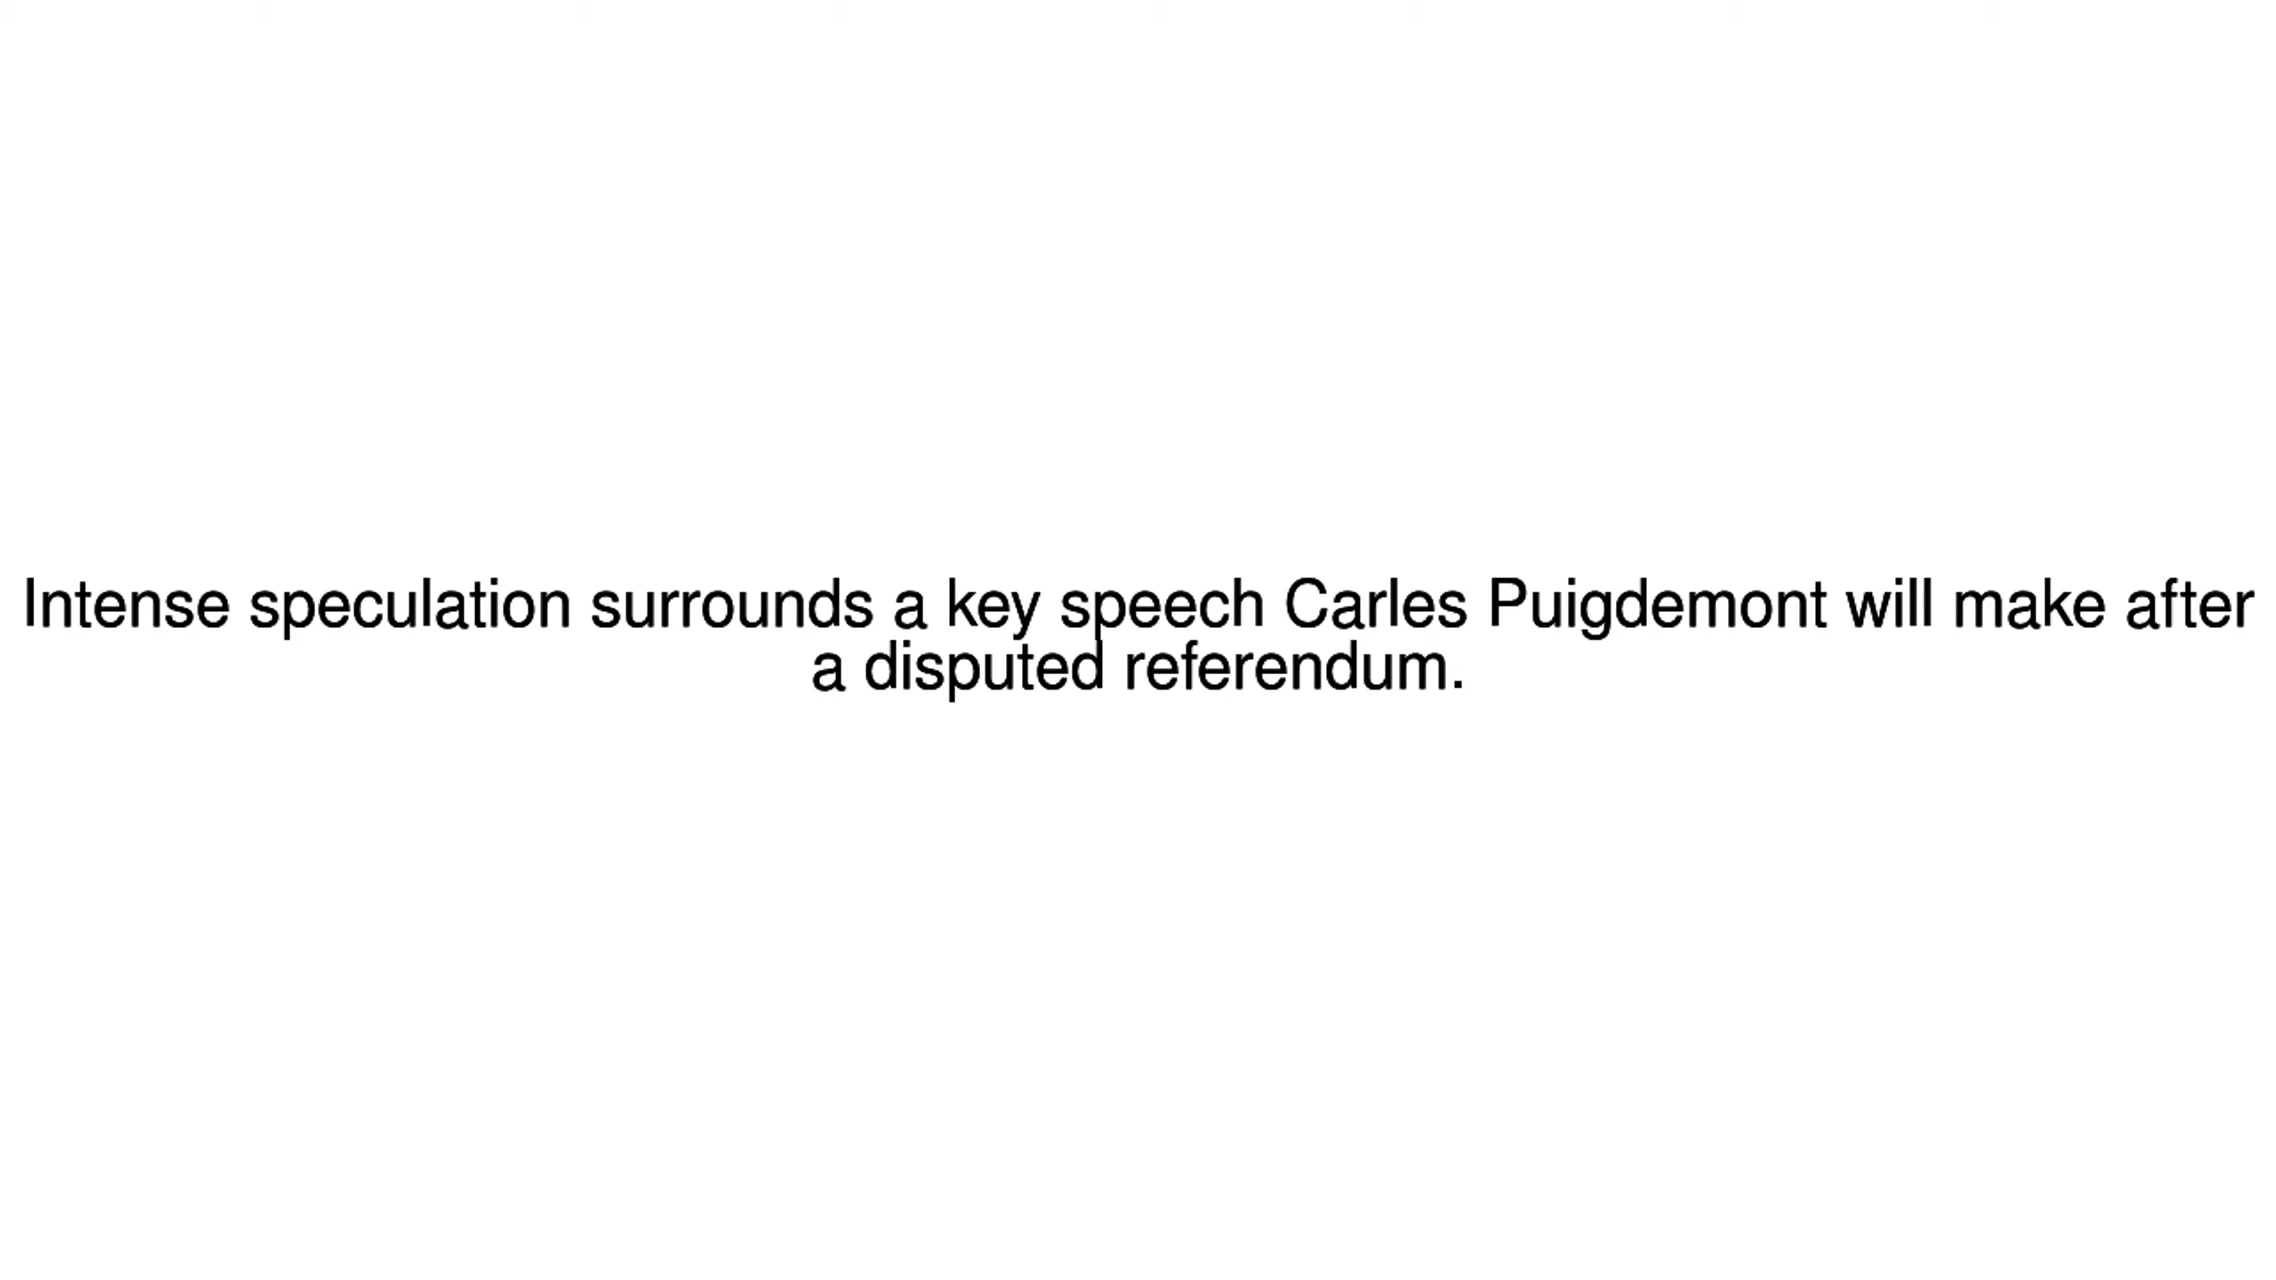 Intense speculation surrounds a key speech Carles Puigdemont will make after
a disputed referendum.